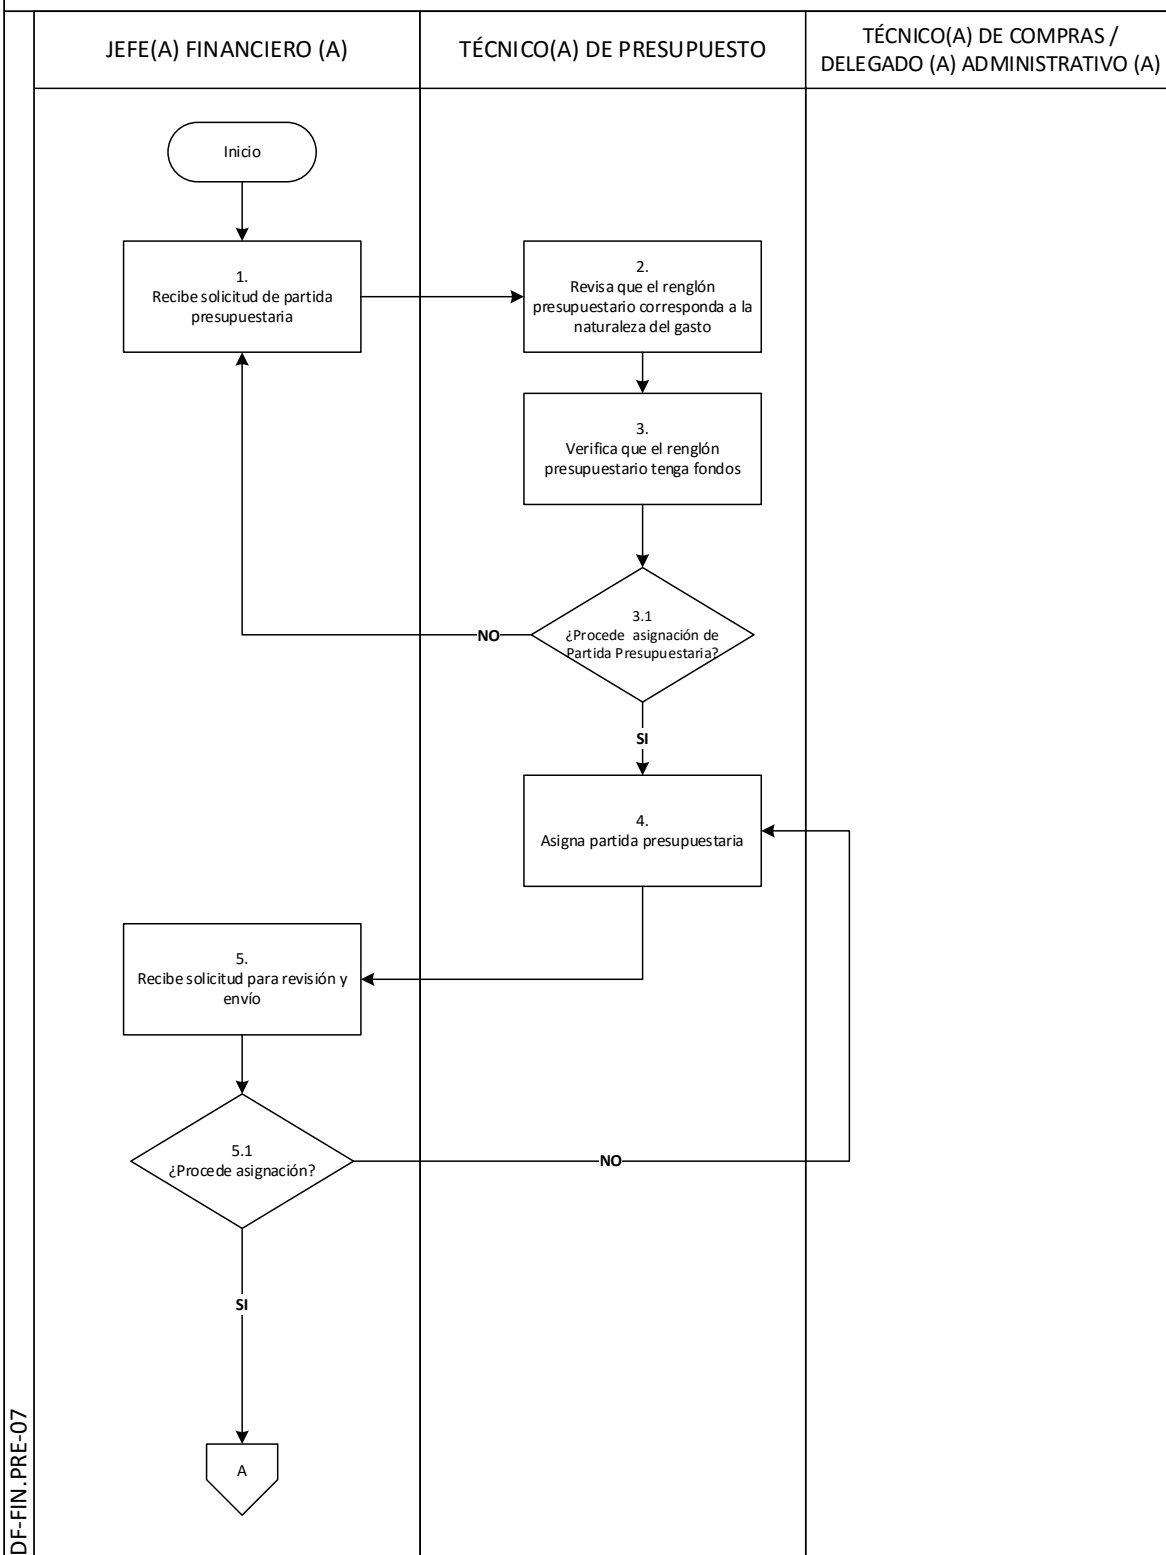 JEFE(A) FINANCIERO (A)
TÉCNICO(A) DE PRESUPUESTO
TÉCNICO(A) DE COMPRAS /
DELEGADO (A) ADMINISTRATIVO (A)
Inicio
1.
Recibe solicitud de partida
presupuestaria
2.
Revisa que el renglón
presupuestario corresponda a la
naturaleza del gasto
3.
Verifica que el renglón
presupuestario tenga fondos
3.1
¿Procede asignación de
Partida Presupuestaria?
NO
SI
4.
Asigna partida presupuestaria
5.
Recibe solicitud para revisión y
envío
5.1
¿Procede asignación?
NO
SI
A
DF-FIN.PRE-07